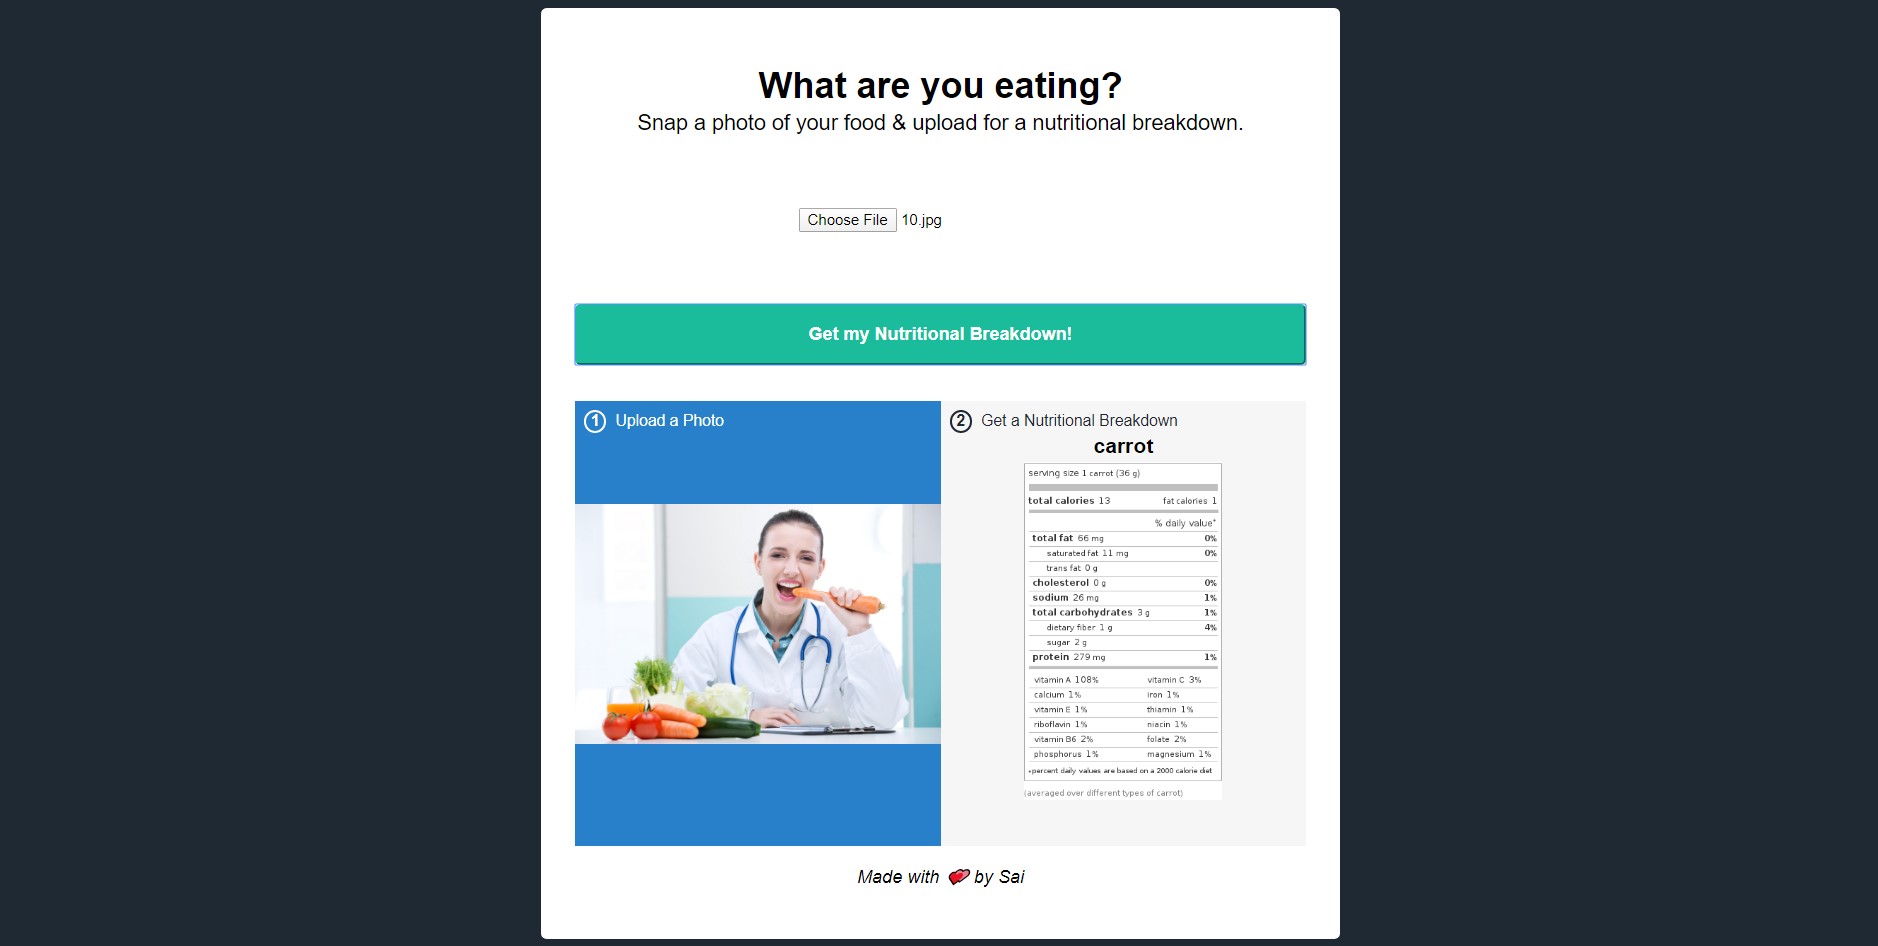 What are you eating?
Snap a photo of your food & upload for a nutritional breakdown.
Choose File 10.jpg
Get my Nutritional Breakdown!
1 Upload a Photo
2 Get a Nutritional Breakdown
carrot
serving size 1 carrot (36 g)
total calories 13 fat calories 1
% daily value*
total fat 66 mg 0%
saturated fat 11 mg 0%
trans fat 0 g
cholesterol 0 g 0%
sodium 26 mg 1%
total carbohydrates 3 g 1%
dietary fiber 1 g 4%
sugar 2 g
protein 279 mg 1%
vitamin A 108% vitamin C 3%
calcium 1% iron 1%
vitamin E 1% thiamin 1%
riboflavin 1% niacin 1%
vitamin B6 2% folate 2%
phosphorus 1% magnesium 1%
*percent daily values are based on a 2000 calorie diet
(averaged over different types of carrot)
Made with 💕 by Sai